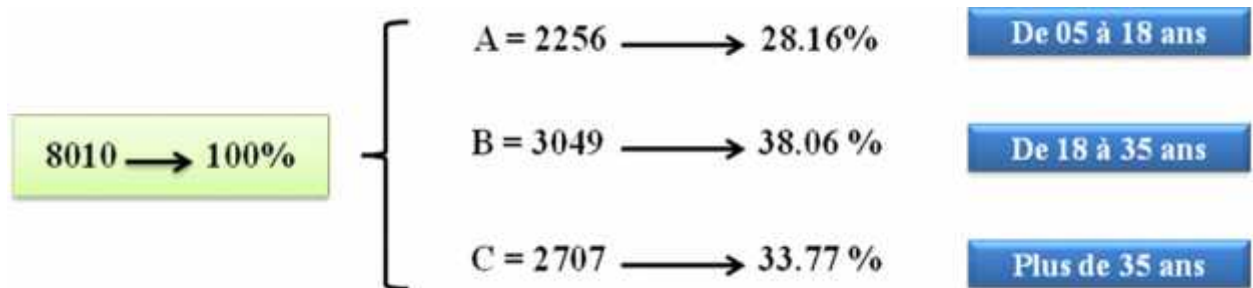 A = 2256 → 28.16% De 05 à 18 ans
8010 → 100% B = 3049 → 38.06 % De 18 à 35 ans
C = 2707 → 33.77 % Plus de 35 ans